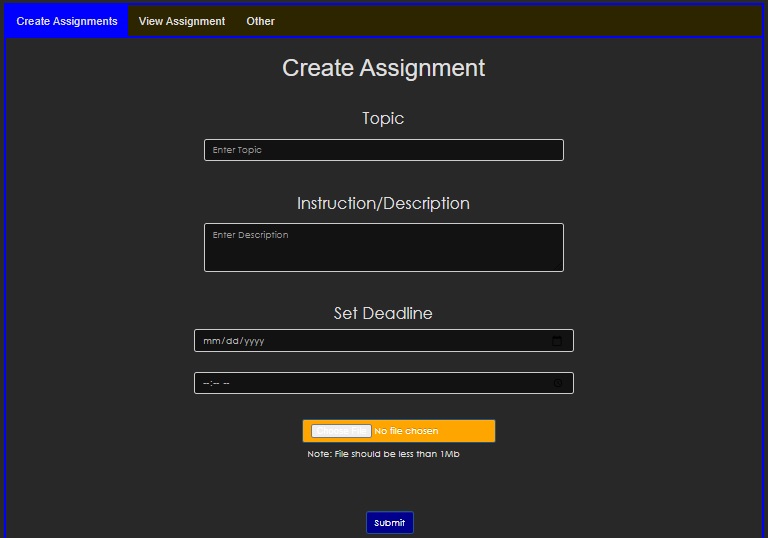 Create Assignments View Assignment Other
Create Assignment
Topic
Enter Topic
Instruction/Description
Enter Description
Set Deadline
mm/dd/yyyy
--:-- --
Choose File No file chosen
Note: File should be less than 1Mb
Submit